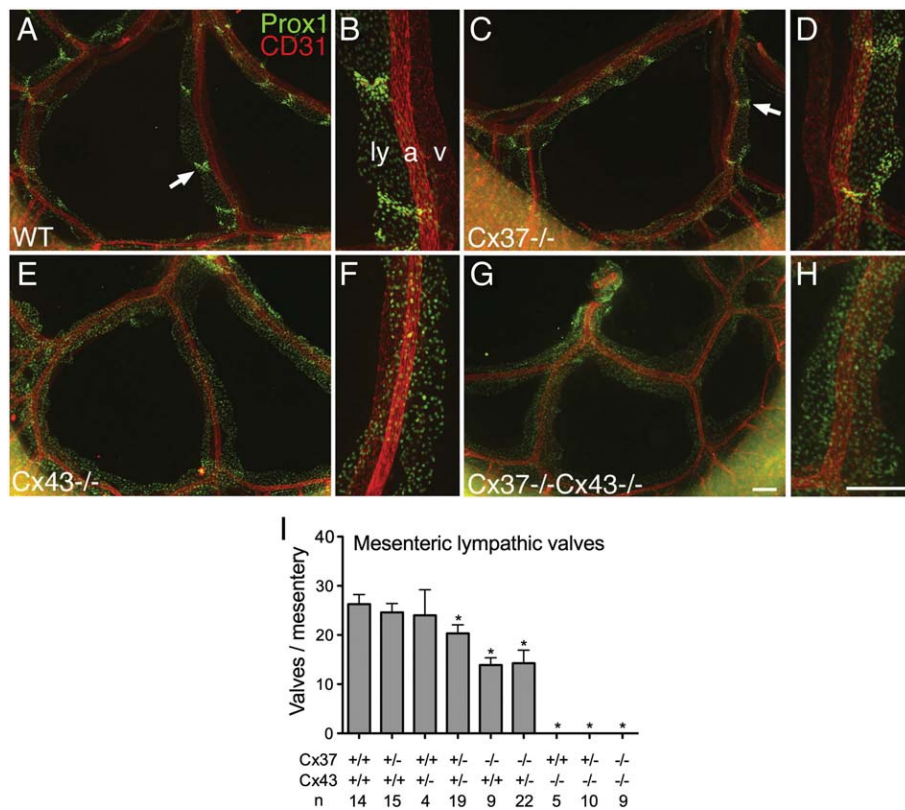 A
Prox1
CD31
WT
B
ly a v
C
Cx37-/-
D
E
Cx43-/-
F
G
Cx37-/-Cx43-/-
H
I
Mesenteric lympathic valves
Valves / mesentery
40
30
20
10
0
* * * * * *
Cx37 +/+ +/- +/+ +/- -/- -/- +/+ +/- -/-
Cx43 +/+ +/+ +/- +/- +/+ +/- -/- -/- -/-
n 14 15 4 19 9 22 5 10 9